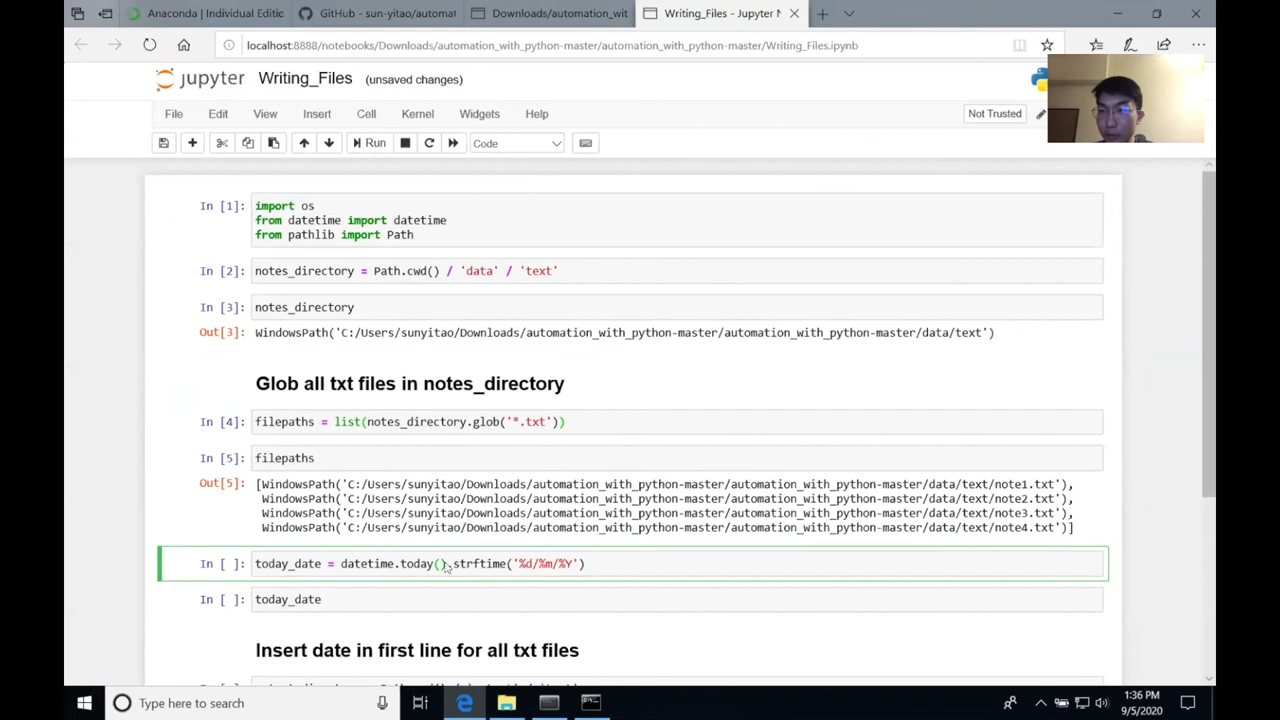 Anaconda | Individual Editic
GitHub - sun-yitao/automat
Downloads/automation_wit
Writing_Files - Jupyter N
localhost:8888/notebooks/Downloads/automation_with_python-master/automation_with_python-master/Writing_Files.ipynb
jupyter Writing_Files (unsaved changes)
File Edit View Insert Cell Kernel Widgets Help Not Trusted
Run Code
In [1]: import os
from datetime import datetime
from pathlib import Path
In [2]: notes_directory = Path.cwd() / 'data' / 'text'
In [3]: notes_directory
Out[3]: WindowsPath('C:/Users/sunyitao/Downloads/automation_with_python-master/automation_with_python-master/data/text')
Glob all txt files in notes_directory
In [4]: filepaths = list(notes_directory.glob('*.txt'))
In [5]: filepaths
Out[5]: [WindowsPath('C:/Users/sunyitao/Downloads/automation_with_python-master/automation_with_python-master/data/text/note1.txt'),
WindowsPath('C:/Users/sunyitao/Downloads/automation_with_python-master/automation_with_python-master/data/text/note2.txt'),
WindowsPath('C:/Users/sunyitao/Downloads/automation_with_python-master/automation_with_python-master/data/text/note3.txt'),
WindowsPath('C:/Users/sunyitao/Downloads/automation_with_python-master/automation_with_python-master/data/text/note4.txt')]
In [ ]: today_date = datetime.today().strftime('%d/%m/%Y')
In [ ]: today_date
Insert date in first line for all txt files
Type here to search
1:36 PM
9/5/2020